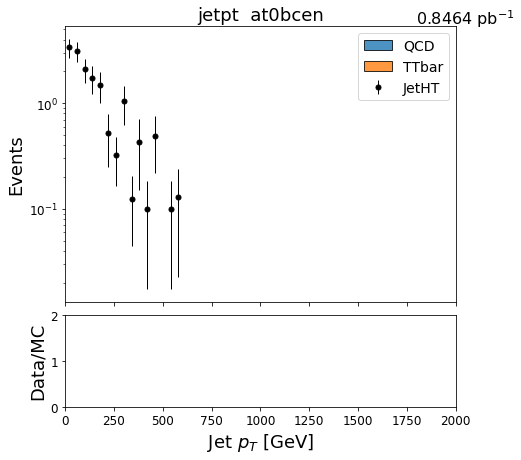 jetpt at0bcen
0.8464 pb⁻¹
QCD
TTbar
JetHT
Events
10⁰
10⁻¹
Data/MC
2
1
0
0 250 500 750 1000 1250 1500 1750 2000
Jet p_T [GeV]